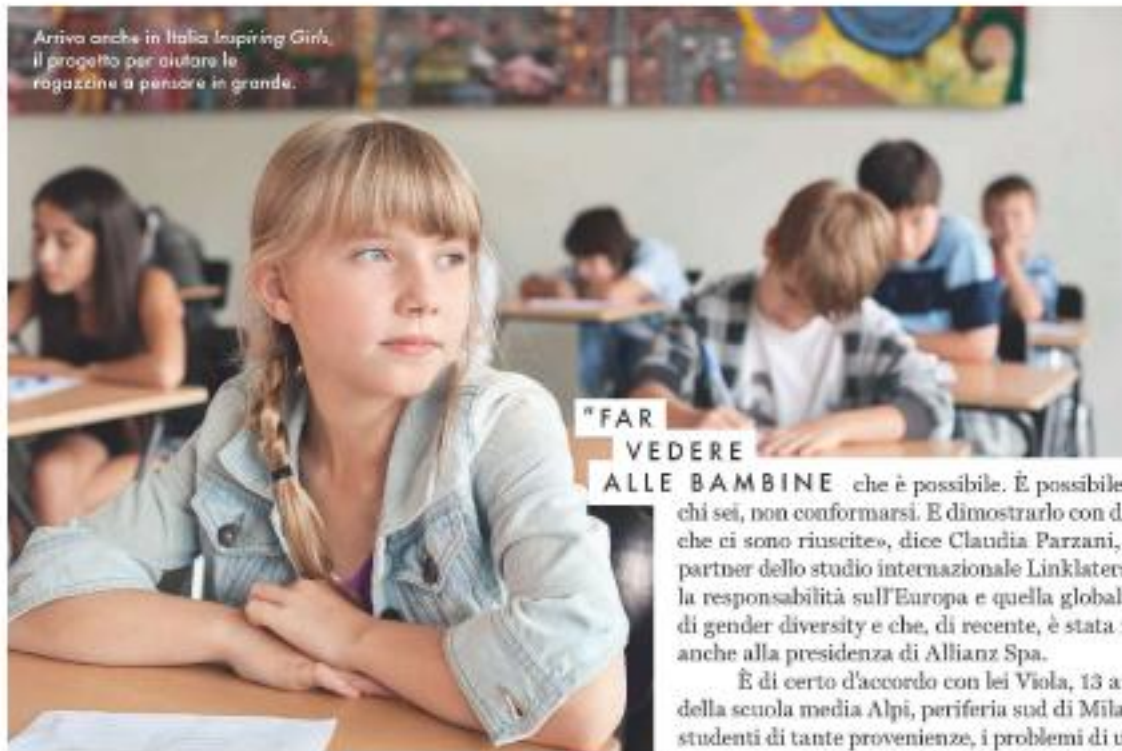 Arriva anche in Italia Inspiring Girls,
il progetto per aiutare le
ragazzine a pensare in grande.
"FAR
VEDERE
ALLE BAMBINE che è possibile. È possibile
chi sei, non conformarsi. E dimostrarlo con d
che ci sono riuscite», dice Claudia Parzani,
partner dello studio internazionale Linklaters
la responsabilità sull'Europa e quella global
di gender diversity e che, di recente, è stata
anche alla presidenza di Allianz Spa.
È di certo d'accordo con lei Viola, 13 a
della scuola media Alpi, periferia sud di Mila
studenti di tante provenienze, i problemi di u